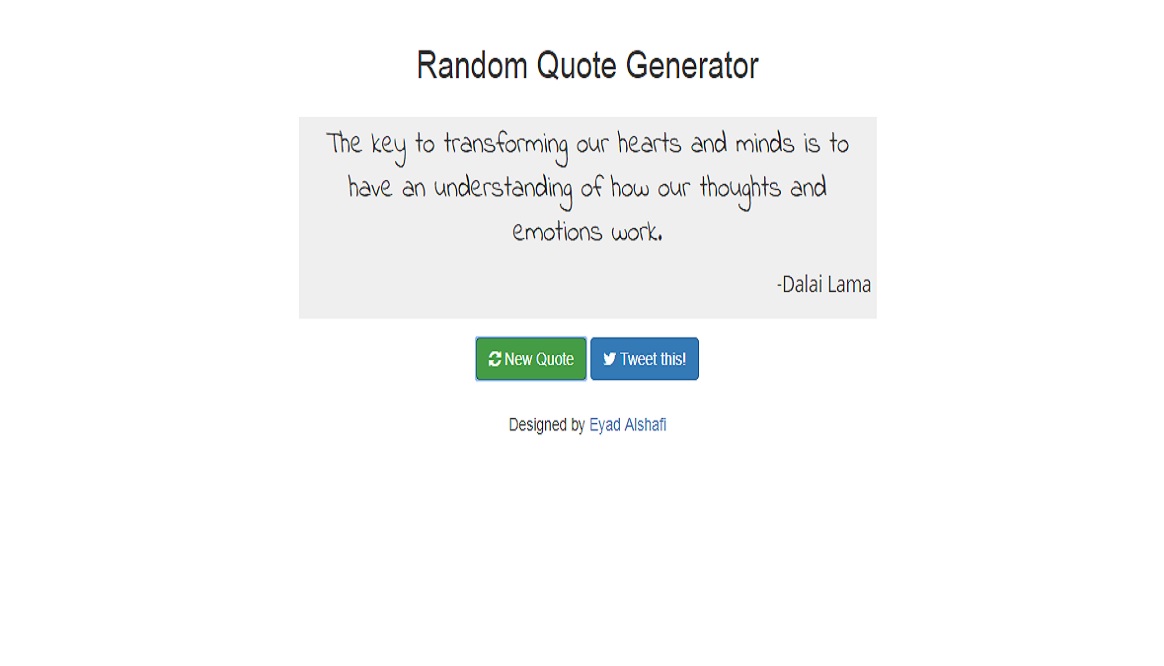 Random Quote Generator
The key to transforming our hearts and minds is to
have an understanding of how our thoughts and
emotions work.
-Dalai Lama
New Quote
Tweet this!
Designed by Eyad Alshafi